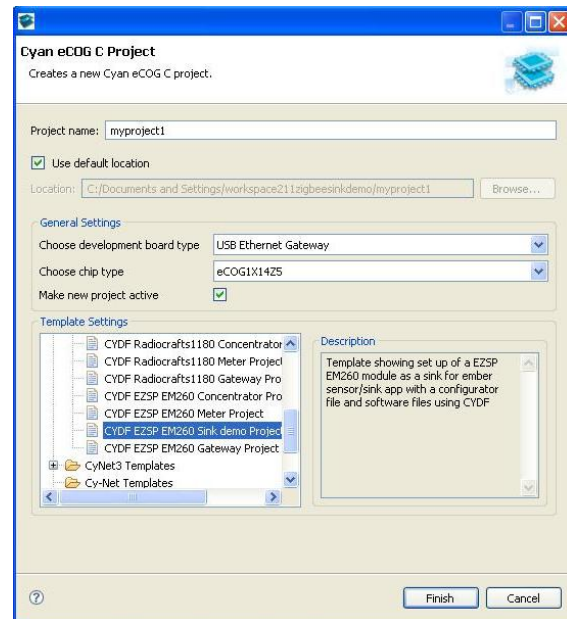 Cyan eCOG C Project
Creates a new Cyan eCOG C project.
Project name: myproject1
Use default location
Location: C:/Documents and Settings/workspace211zigbeesinkdemo/myproject1 Browse...
General Settings
Choose development board type USB Ethernet Gateway
Choose chip type eCOG1X14Z5
Make new project active
Template Settings
CYDF Radiocrafts1180 Concentrator
CYDF Radiocrafts1180 Meter Project
CYDF Radiocrafts1180 Gateway Pro
CYDF EZSP EM260 Concentrator Pro
CYDF EZSP EM260 Meter Project
CYDF EZSP EM260 Sink demo Project
CYDF EZSP EM260 Gateway Project
CyNet3 Templates
Cy-Net Templates
Description
Template showing set up of a EZSP
EM260 module as a sink for ember
sensor/sink app with a configurator
file and software files using CYDF
Finish Cancel